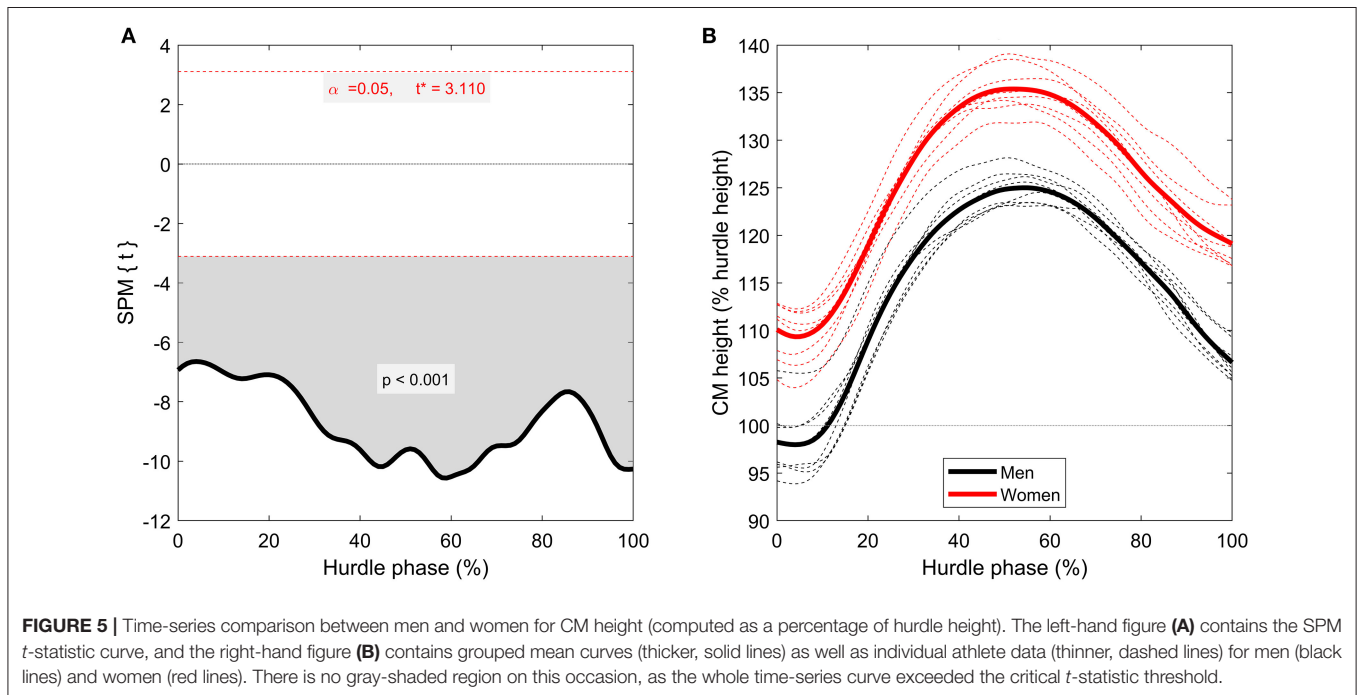 A
B
4
2
0
-2
-4
-6
-8
-10
-12
SPM { t }
α =0.05, t* = 3.110
p < 0.001
0 20 40 60 80 100
Hurdle phase (%)
140
135
130
125
120
115
110
105
100
95
90
CM height (% hurdle height)
Men
Women
0 20 40 60 80 100
Hurdle phase (%)
FIGURE 5 | Time-series comparison between men and women for CM height (computed as a percentage of hurdle height). The left-hand figure (A) contains the SPM
t-statistic curve, and the right-hand figure (B) contains grouped mean curves (thicker, solid lines) as well as individual athlete data (thinner, dashed lines) for men (black
lines) and women (red lines). There is no gray-shaded region on this occasion, as the whole time-series curve exceeded the critical t-statistic threshold.